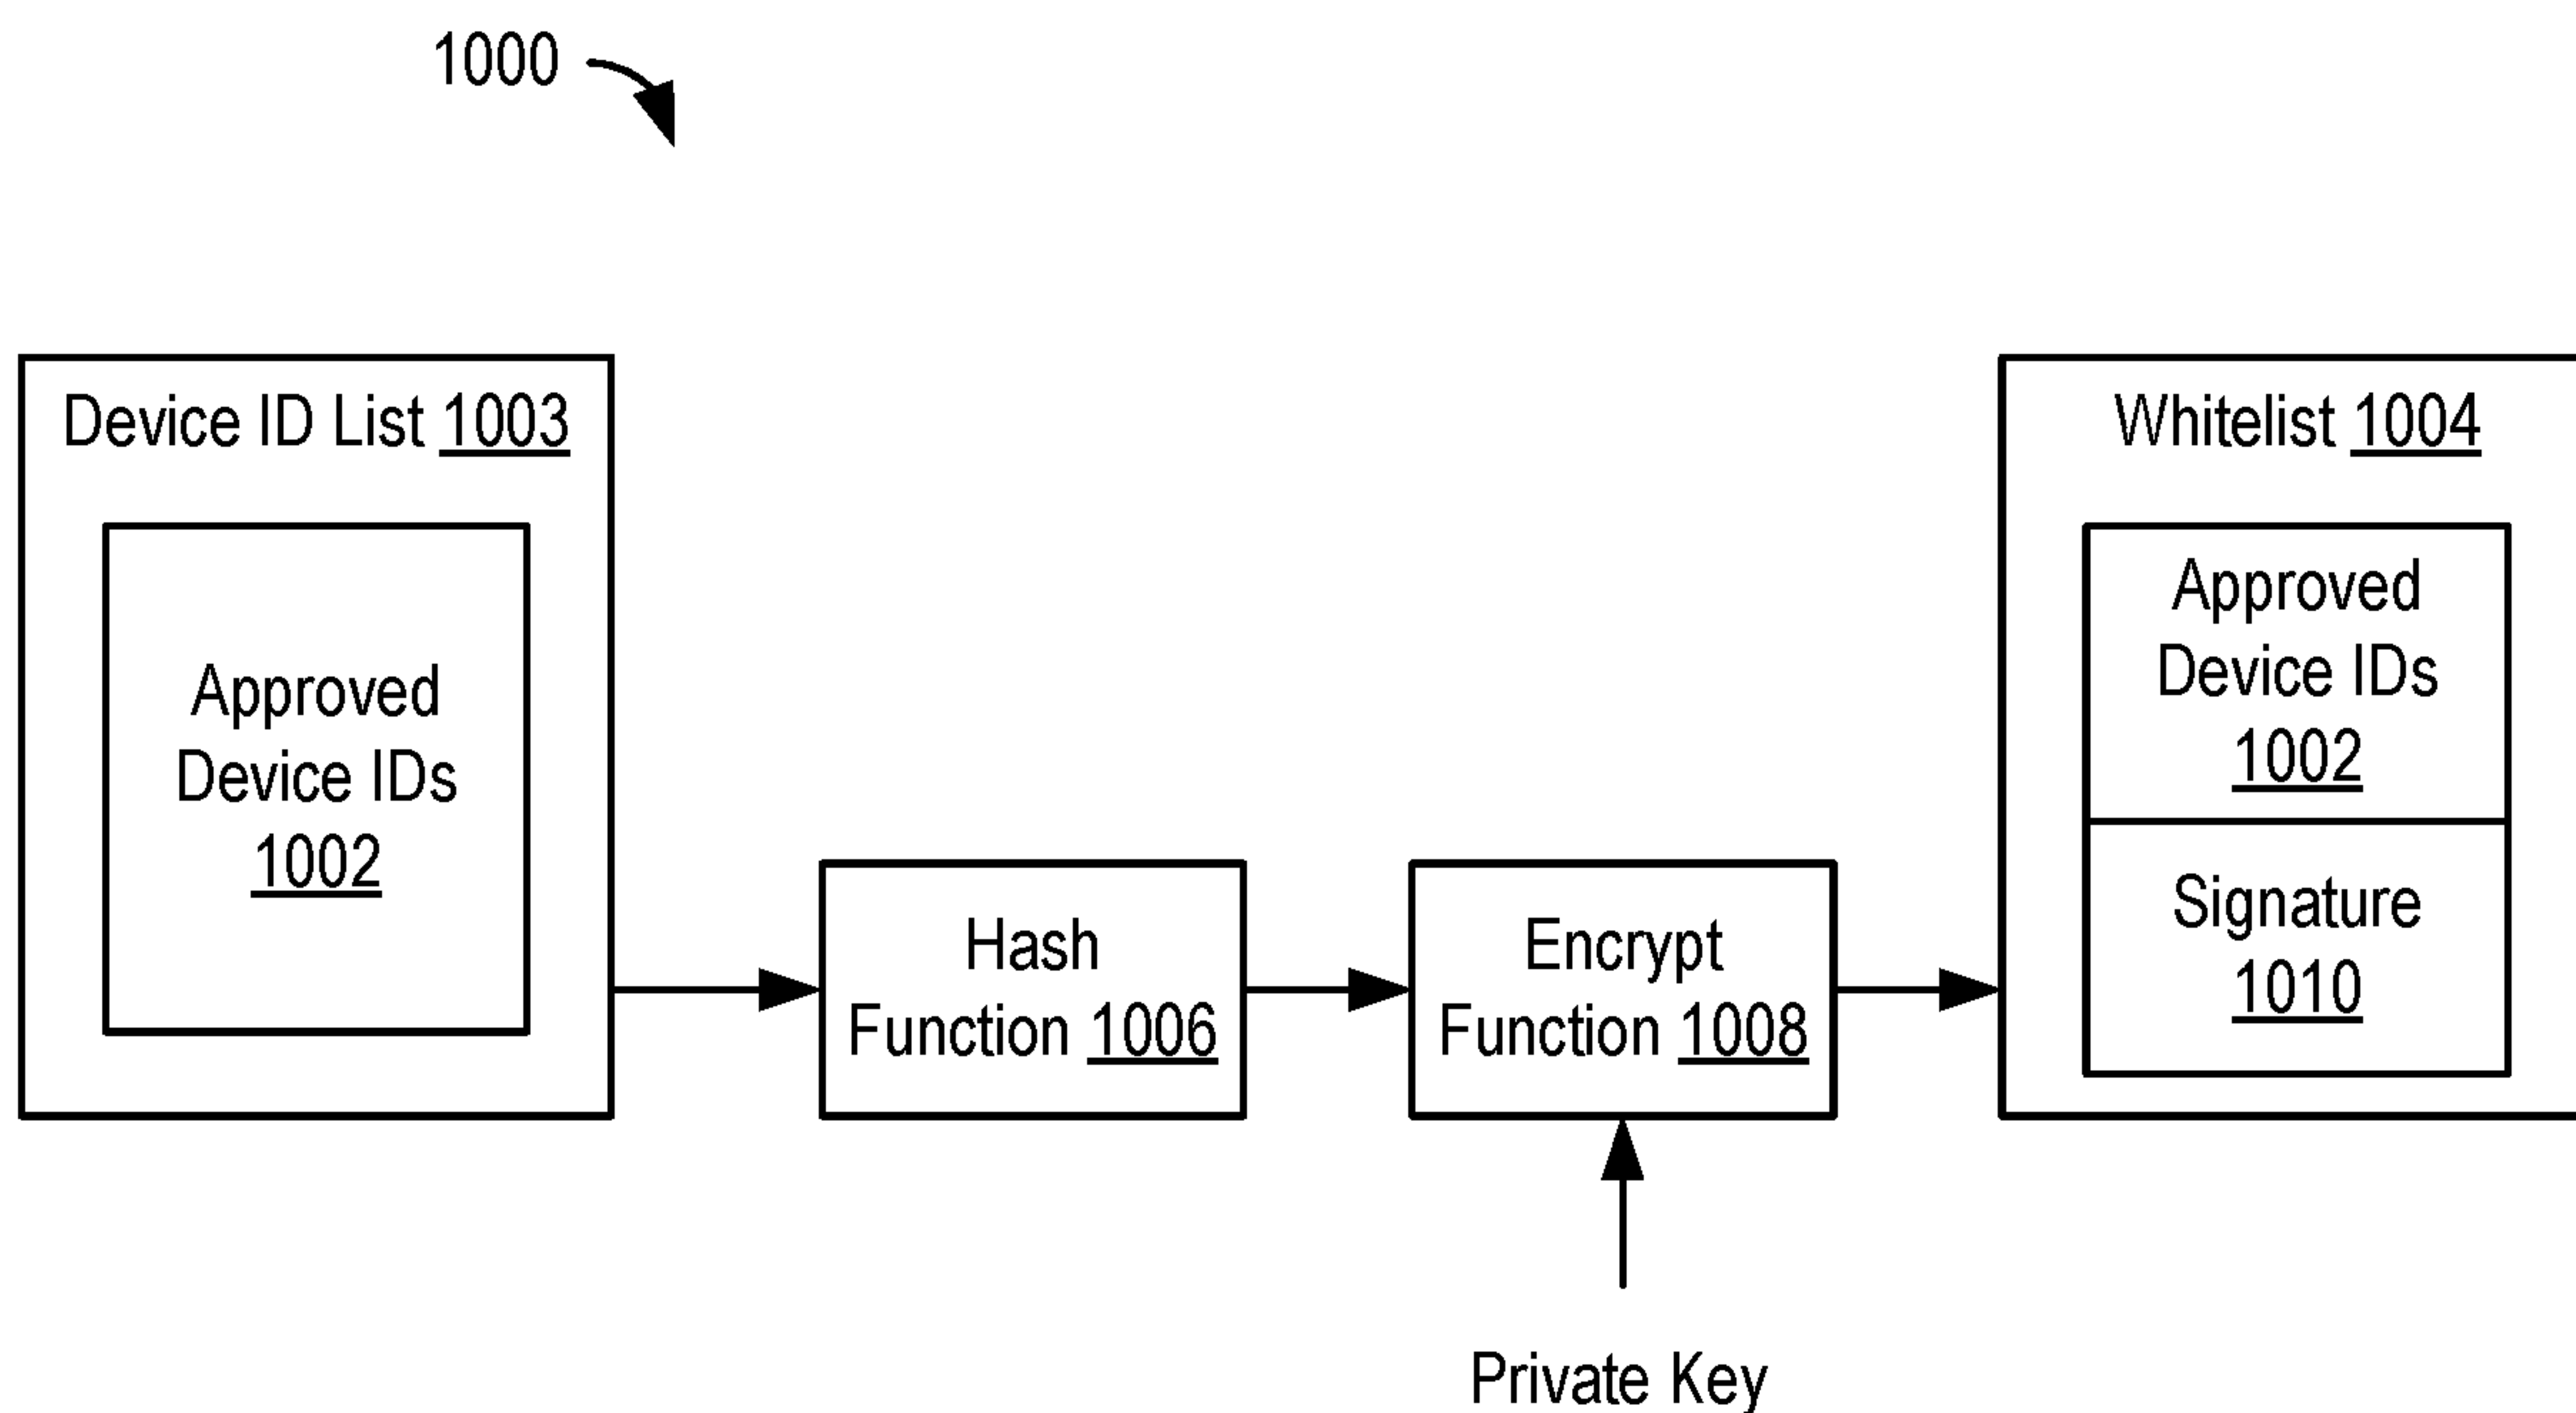 1000
Device ID List 1003
Approved
Device IDs
1002
Hash
Function 1006
Encrypt
Function 1008
Private Key
Whitelist 1004
Approved
Device IDs
1002
Signature
1010